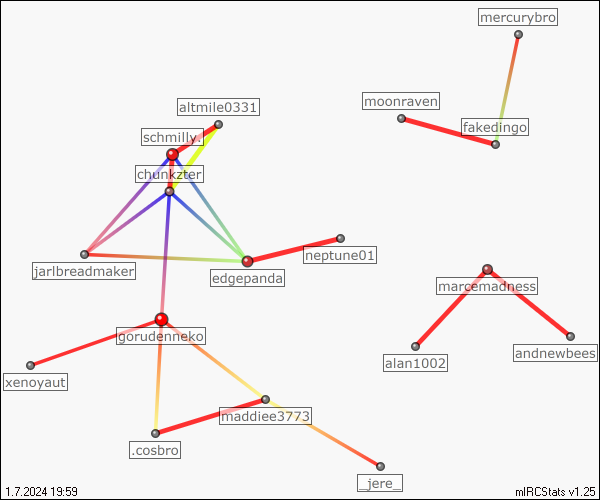 mercurybro
altmile0331
moonraven
schmilly.
fakedingo
chunkzter
jarlbreadmaker
edgepanda
neptune01
marcemadness
gorudenneko
alan1002
andnewbees
xenoyaut
maddiee3773
.cosbro
_jere_
1.7.2024 19:59
mIRCStats v1.25